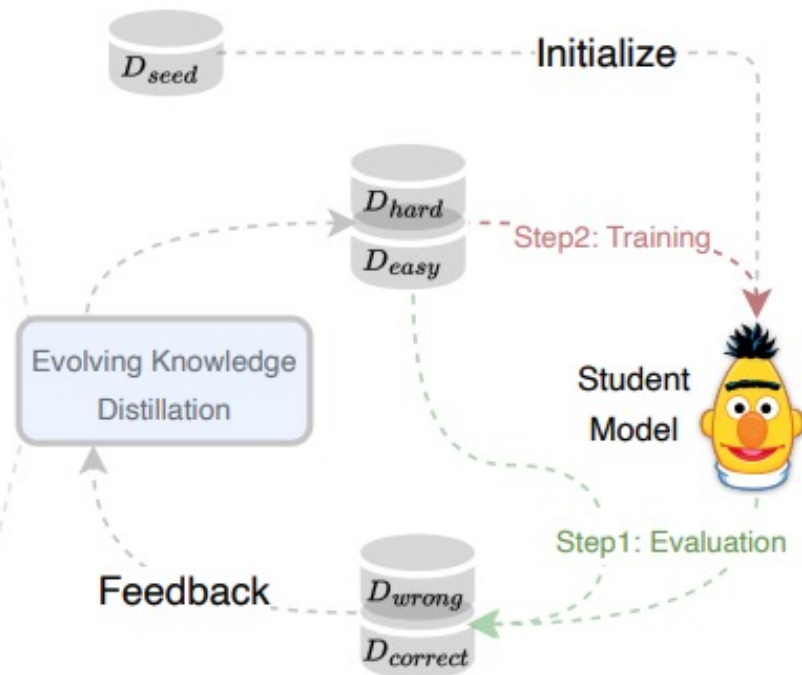 D_seed
Initialize
D_hard
Step2: Training
D_easy
Evolving Knowledge
Distillation
Student
Model
Step1: Evaluation
Feedback
D_wrong
D_correct